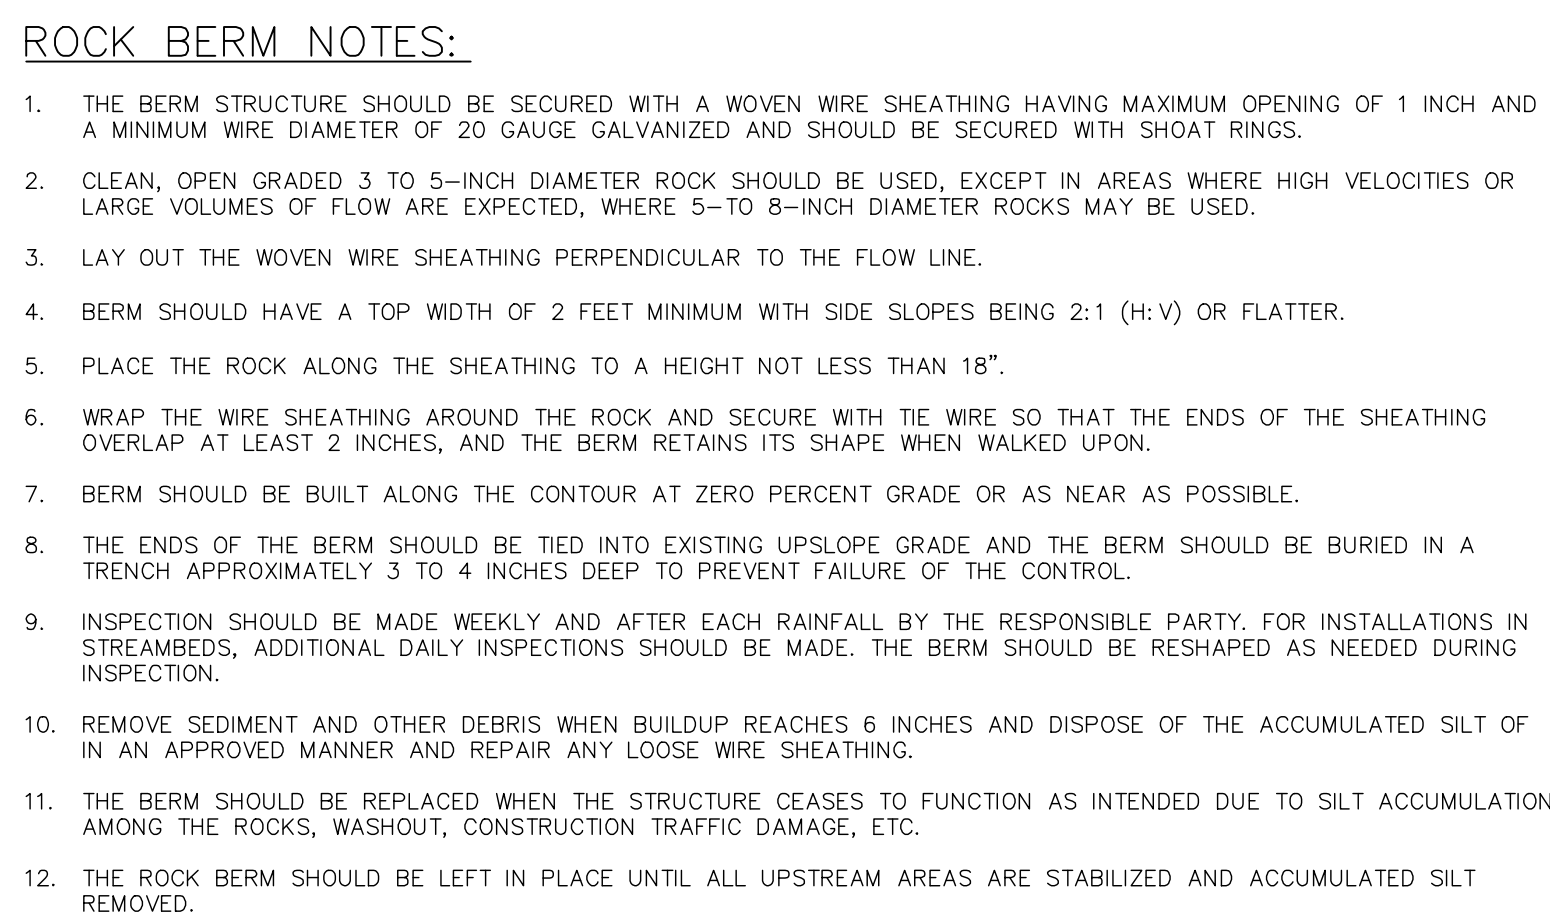 ROCK BERM NOTES:
1. THE BERM STRUCTURE SHOULD BE SECURED WITH A WOVEN WIRE SHEATHING HAVING MAXIMUM OPENING OF 1 INCH AND
A MINIMUM WIRE DIAMETER OF 20 GAUGE GALVANIZED AND SHOULD BE SECURED WITH SHOAT RINGS.
2. CLEAN, OPEN GRADED 3 TO 5–INCH DIAMETER ROCK SHOULD BE USED, EXCEPT IN AREAS WHERE HIGH VELOCITIES OR
LARGE VOLUMES OF FLOW ARE EXPECTED, WHERE 5–TO 8–INCH DIAMETER ROCKS MAY BE USED.
3. LAY OUT THE WOVEN WIRE SHEATHING PERPENDICULAR TO THE FLOW LINE.
4. BERM SHOULD HAVE A TOP WIDTH OF 2 FEET MINIMUM WITH SIDE SLOPES BEING 2:1 (H:V) OR FLATTER.
5. PLACE THE ROCK ALONG THE SHEATHING TO A HEIGHT NOT LESS THAN 18”.
6. WRAP THE WIRE SHEATHING AROUND THE ROCK AND SECURE WITH TIE WIRE SO THAT THE ENDS OF THE SHEATHING
OVERLAP AT LEAST 2 INCHES, AND THE BERM RETAINS ITS SHAPE WHEN WALKED UPON.
7. BERM SHOULD BE BUILT ALONG THE CONTOUR AT ZERO PERCENT GRADE OR AS NEAR AS POSSIBLE.
8. THE ENDS OF THE BERM SHOULD BE TIED INTO EXISTING UPSLOPE GRADE AND THE BERM SHOULD BE BURIED IN A
TRENCH APPROXIMATELY 3 TO 4 INCHES DEEP TO PREVENT FAILURE OF THE CONTROL.
9. INSPECTION SHOULD BE MADE WEEKLY AND AFTER EACH RAINFALL BY THE RESPONSIBLE PARTY. FOR INSTALLATIONS IN
STREAMBEDS, ADDITIONAL DAILY INSPECTIONS SHOULD BE MADE. THE BERM SHOULD BE RESHAPED AS NEEDED DURING
INSPECTION.
10. REMOVE SEDIMENT AND OTHER DEBRIS WHEN BUILDUP REACHES 6 INCHES AND DISPOSE OF THE ACCUMULATED SILT OF
IN AN APPROVED MANNER AND REPAIR ANY LOOSE WIRE SHEATHING.
11. THE BERM SHOULD BE REPLACED WHEN THE STRUCTURE CEASES TO FUNCTION AS INTENDED DUE TO SILT ACCUMULATION
AMONG THE ROCKS, WASHOUT, CONSTRUCTION TRAFFIC DAMAGE, ETC.
12. THE ROCK BERM SHOULD BE LEFT IN PLACE UNTIL ALL UPSTREAM AREAS ARE STABILIZED AND ACCUMULATED SILT
REMOVED.